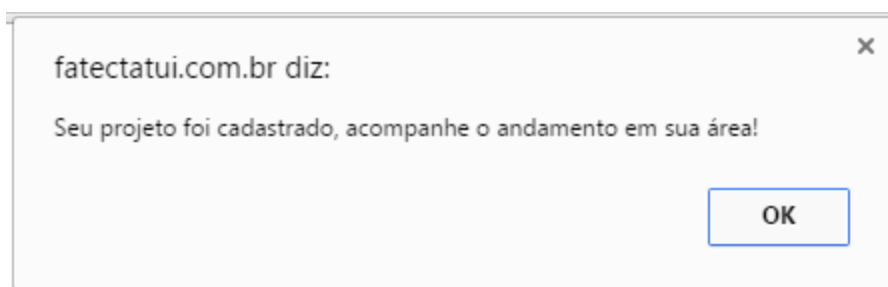 fatectatui.com.br diz:
Seu projeto foi cadastrado, acompanhe o andamento em sua área!
OK